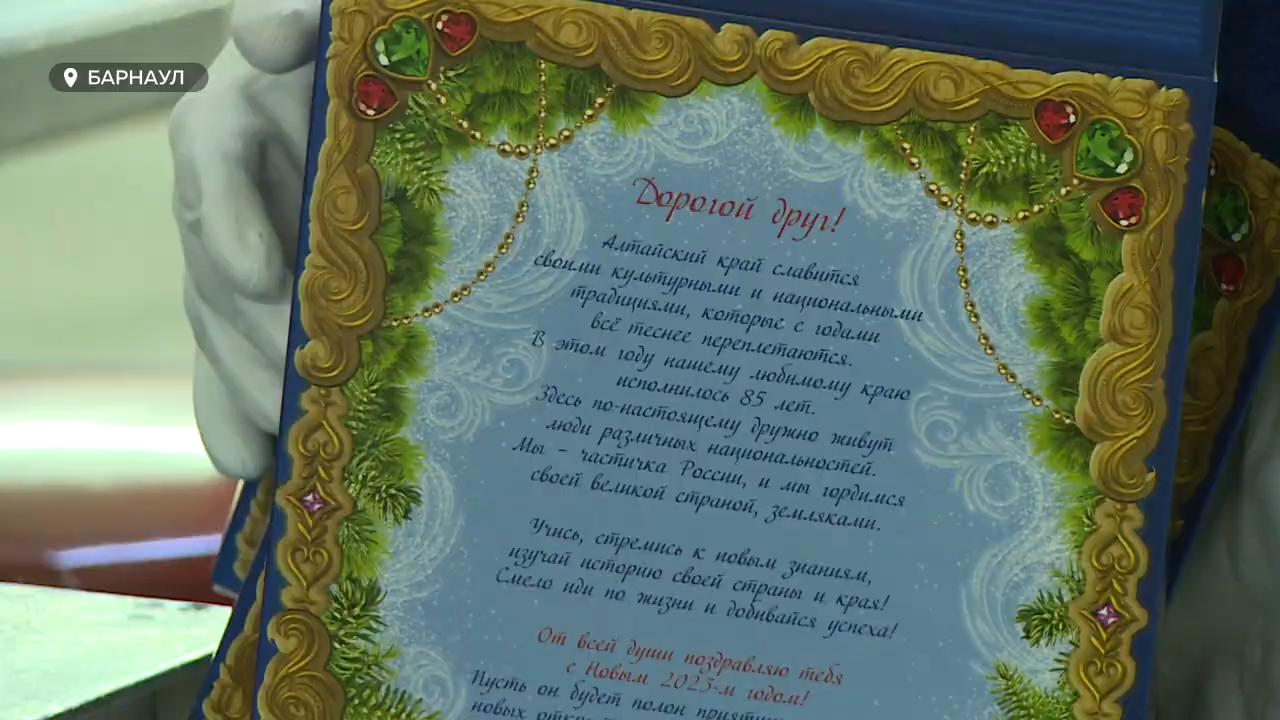 БАРНАУЛ
Дорогой друг!
Алтайский край славится
своими культурными и национальными
традициями, которые с годами
всё теснее переплетаются.
В этом году нашему любимому краю
исполнилось 85 лет.
Здесь по-настоящему дружно живут
люди различных национальностей.
Мы - частичка России, и мы гордимся
своей великой страной, земляками.
Учись, стремись к новым знаниям,
изучай историю своей страны и края!
Смело иди по жизни и добивайся успеха!
От всей души поздравляю тебя
с Новым 2023-м годом!
Пусть он будет полон
новых